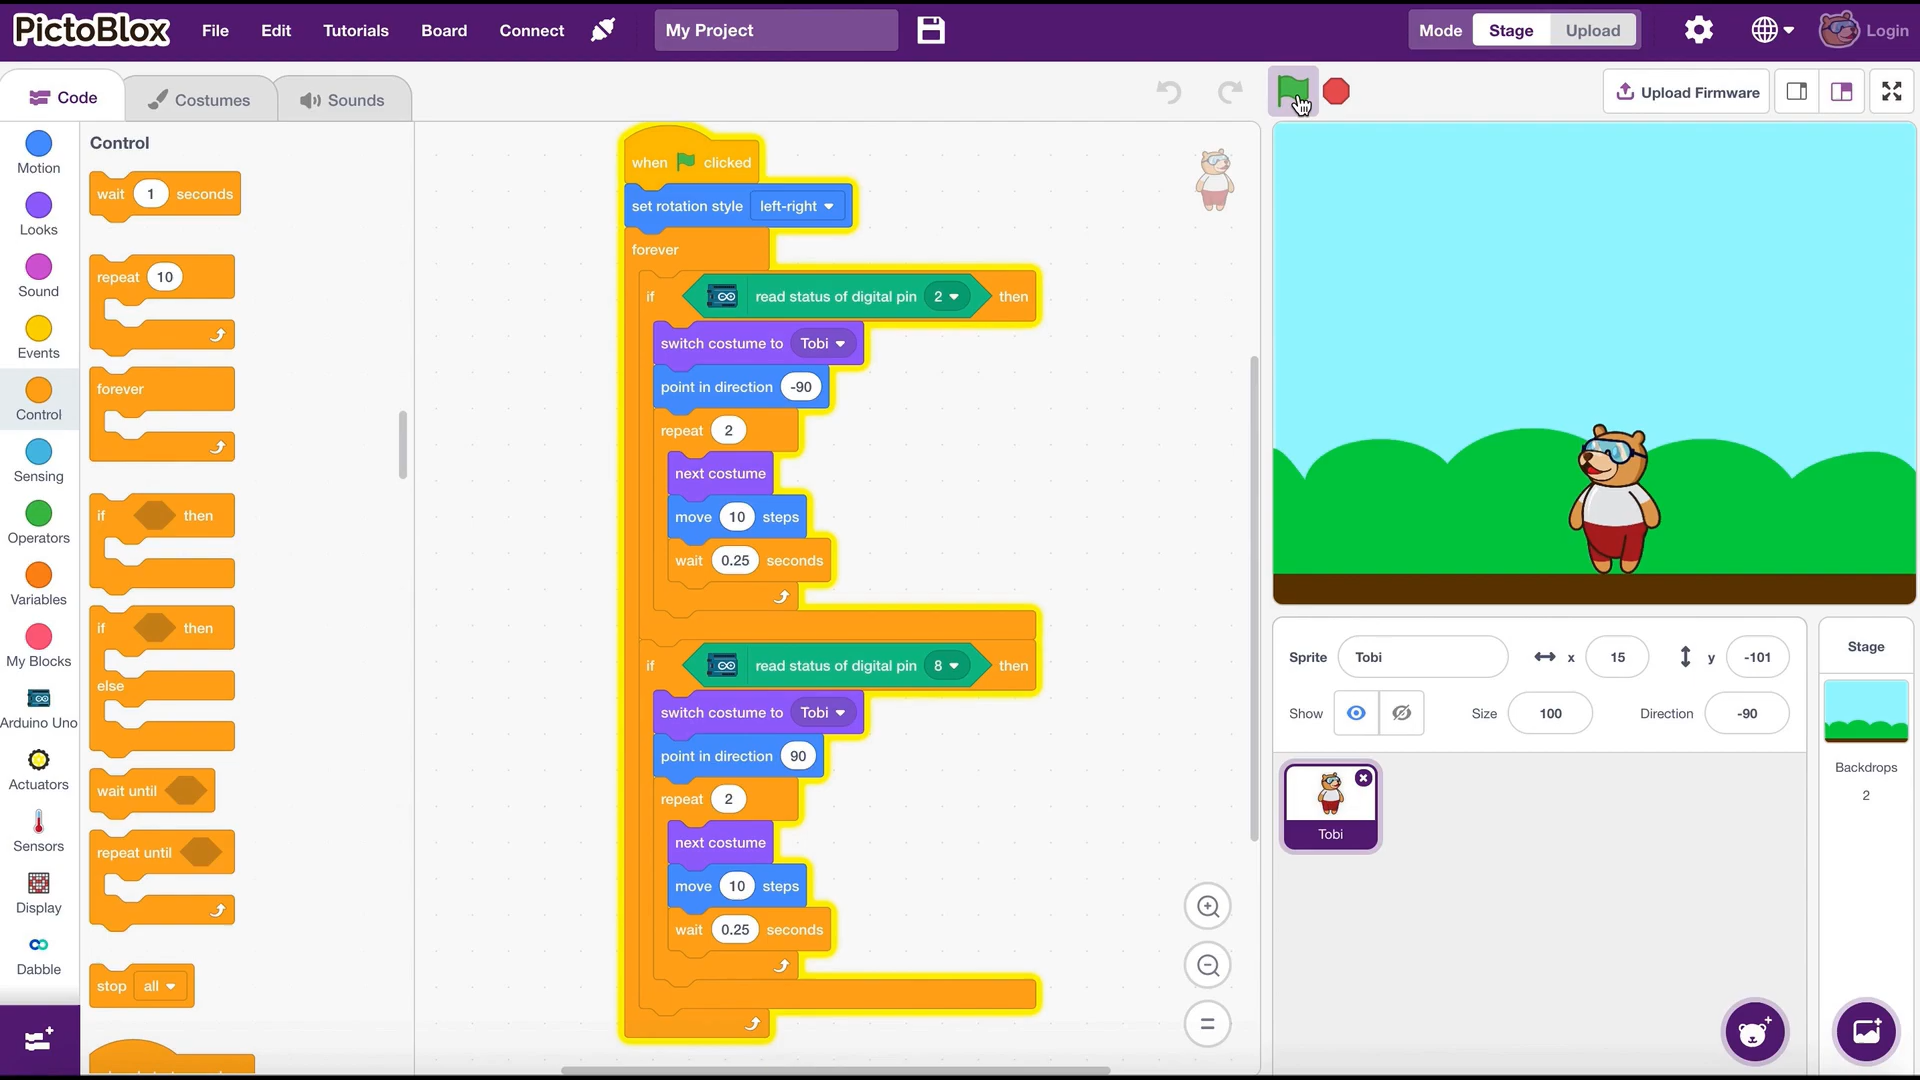 PictoBlox File Edit Tutorials Board Connect My Project Mode Stage Upload Login
Code Costumes Sounds Upload Firmware
Motion
Looks
Sound
Events
Control
Sensing
Operators
Variables
My Blocks
Arduino Uno
Actuators
Sensors
Display
Dabble
Control
wait 1 seconds
repeat 10
forever
if then
if then
else
wait until
repeat until
stop all
when clicked
set rotation style left-right
forever
if read status of digital pin 2 then
switch costume to Tobi
point in direction -90
repeat 2
next costume
move 10 steps
wait 0.25 seconds
if read status of digital pin 8 then
switch costume to Tobi
point in direction 90
repeat 2
next costume
move 10 steps
wait 0.25 seconds
Sprite Tobi x 15 y -101
Show Size 100 Direction -90
Tobi
Stage
Backdrops
2